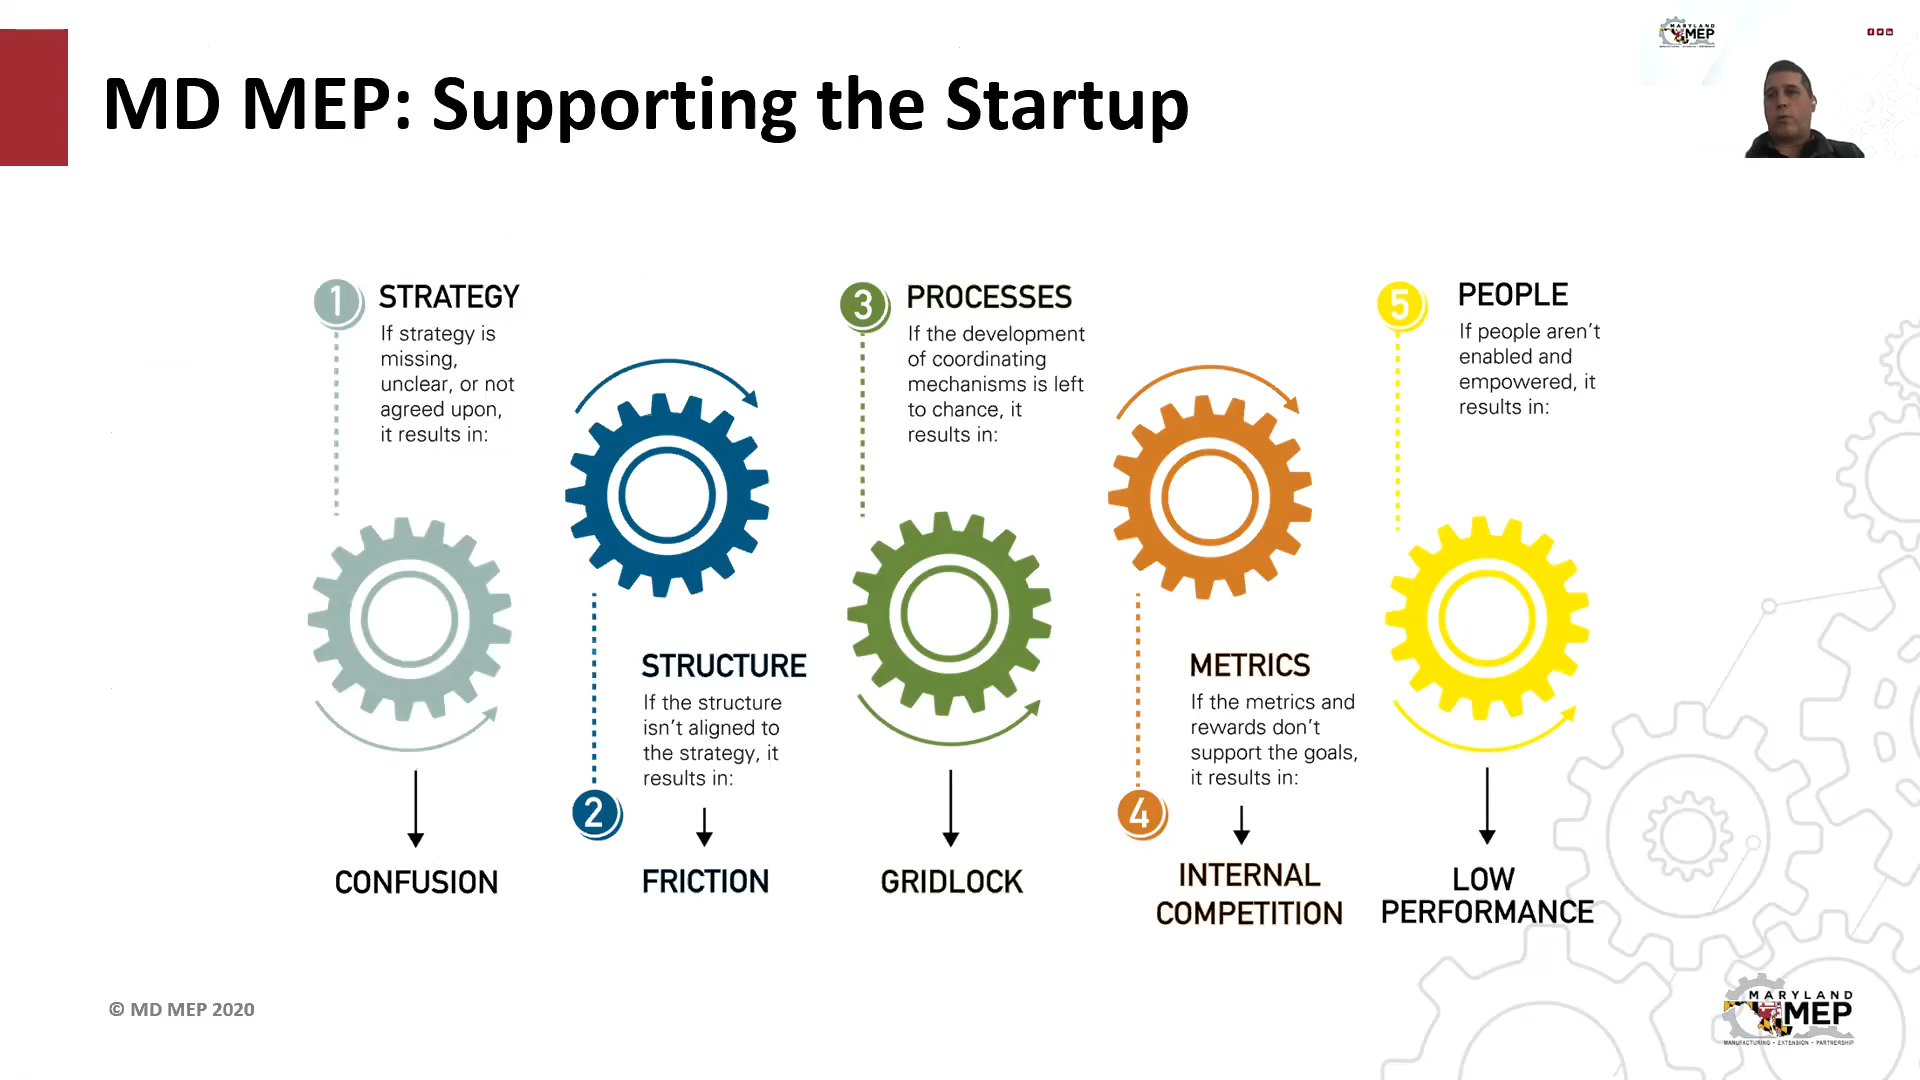 MD MEP: Supporting the Startup
MARYLAND
MEP
1
STRATEGY
If strategy is
missing,
unclear, or not
agreed upon,
it results in:
CONFUSION
2
STRUCTURE
If the structure
isn't aligned to
the strategy, it
results in:
FRICTION
3
PROCESSES
If the development
of coordinating
mechanisms is left
to chance, it
results in:
GRIDLOCK
4
METRICS
If the metrics and
rewards don't
support the goals,
it results in:
INTERNAL
COMPETITION
5
PEOPLE
If people aren't
enabled and
empowered, it
results in:
LOW
PERFORMANCE
© MD MEP 2020
MARYLAND
MEP
MANUFACTURING • EXTENSION • PARTNERSHIP